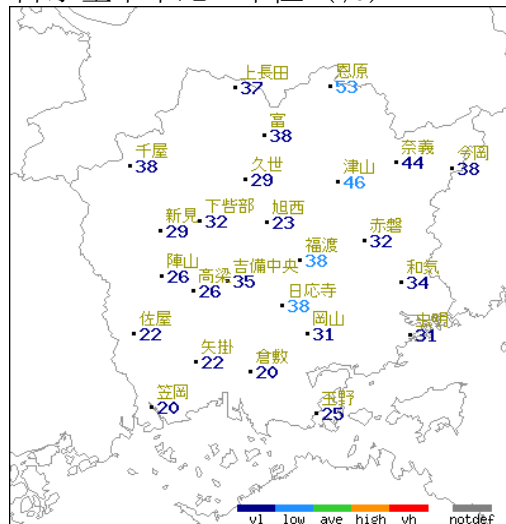 上長田
37
恩原
53
富
38
千屋
38
久世
29
津山
46
奈義
44
今岡
38
新見
29
下呰部
32
旭西
23
赤磐
32
福渡
38
陣山
26
高梁
26
吉備中央
35
日応寺
38
和気
34
佐屋
22
矢掛
22
倉敷
20
岡山
31
虫明
31
笠岡
20
玉野
25
vl low ave high vh notdef